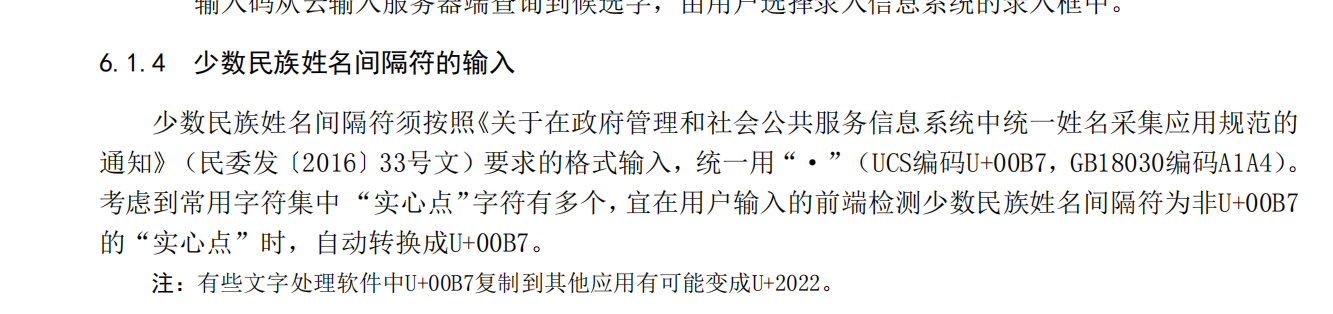 输入码从云输入服务器端查询到候选字，由用户选择录入信息系统的录入框中。
6.1.4 少数民族姓名间隔符的输入
少数民族姓名间隔符须按照《关于在政府管理和社会公共服务信息系统中统一姓名采集应用规范的
通知》（民委发〔2016〕33号文）要求的格式输入，统一用“·”（UCS编码U+00B7，GB18030编码A1A4）。
考虑到常用字符集中 “实心点”字符有多个，宜在用户输入的前端检测少数民族姓名间隔符为非U+00B7
的“实心点”时，自动转换成U+00B7。
注：有些文字处理软件中U+00B7复制到其他应用有可能变成U+2022。